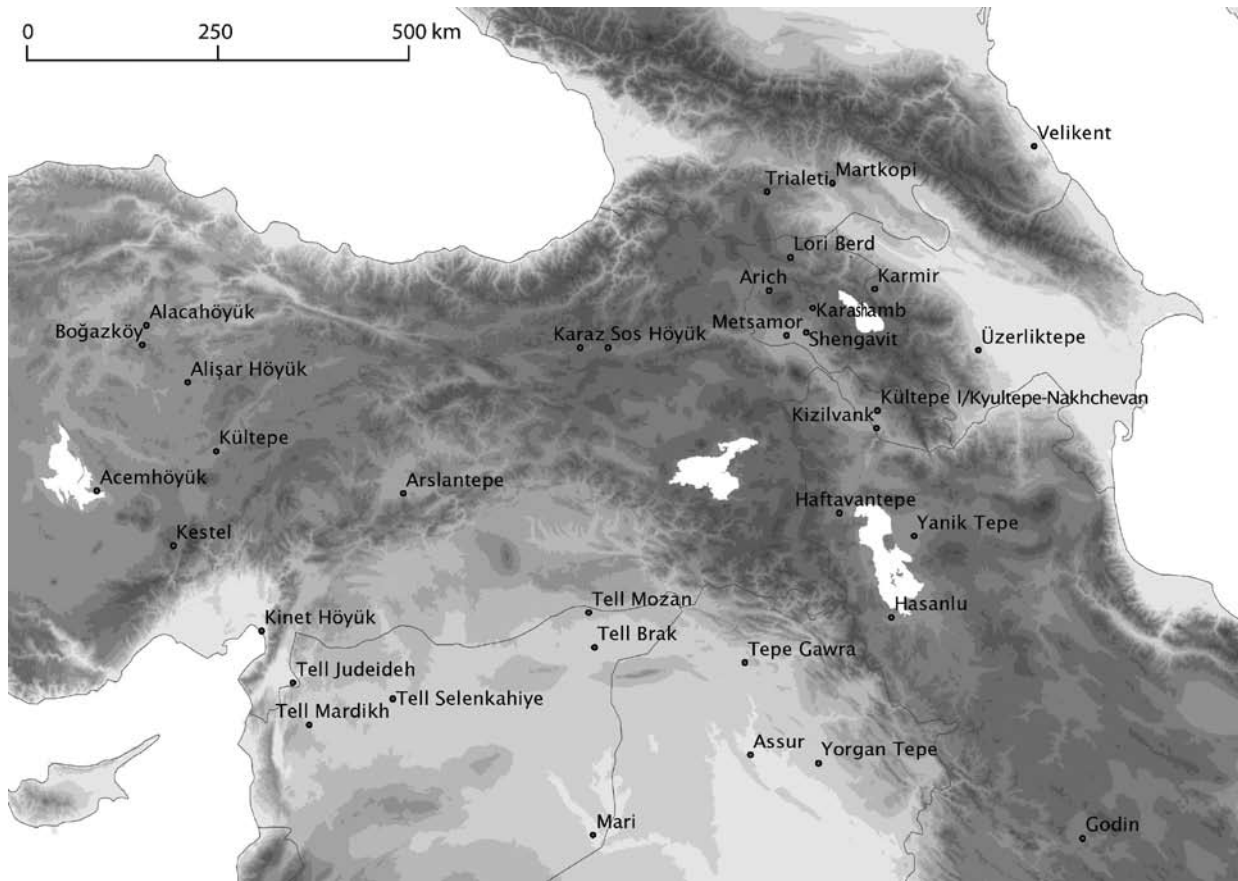 0 250 500 km
Velikent
Martkopi
Trialeti
Lori Berd
Arich
Karmir
Karashamb
Alacahöyük
Boğazköy
Metsamor
Shengavit
Karaz Sos Höyük
Üzerliktepe
Alişar Höyük
Kültepe I/Kyultepe-Nakhchevan
Kizilvank
Kültepe
Acemhöyük
Arslantepe
Haftavantepe
Yanik Tepe
Kestel
Tell Mozan
Hasanlu
Kinet Höyük
Tell Brak
Tepe Gawra
Tell Judeideh
Tell Selenkahiye
Tell Mardikh
Assur
Yorgan Tepe
Mari
Godin